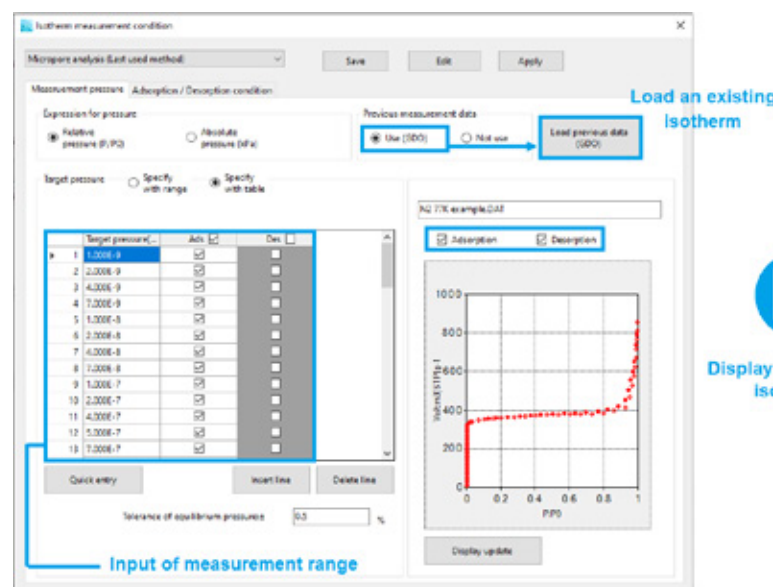 Isotherm measurement condition
Micropore analysis (Last used method)
Save
Edit
Apply
Measurement pressure
Adsorption / Desorption condition
Load an existing
isotherm
Expression for pressure
Relative
pressure (P/P0)
Absolute
pressure (kPa)
Previous measurement data
Use (GDO)
Not use
Load previous data
(GDO)
Target pressure
Specify
with range
Specify
with table
N2 77K example.DAT
Target pressure(...
Ads.
Des.
1 1.000E-9
2 2.000E-9
3 4.000E-9
4 7.000E-9
5 1.000E-8
6 2.000E-8
7 4.000E-8
8 7.000E-8
9 1.000E-7
10 2.000E-7
11 4.000E-7
12 5.000E-7
13 7.000E-7
Adsorption
Desorption
1000
800
600
400
200
0
0 0.2 0.4 0.6 0.8 1
P/P0
Display
Quick entry
Insert line
Delete line
Tolerance of equilibrium pressure±
0.5
%
Input of measurement range
Display update